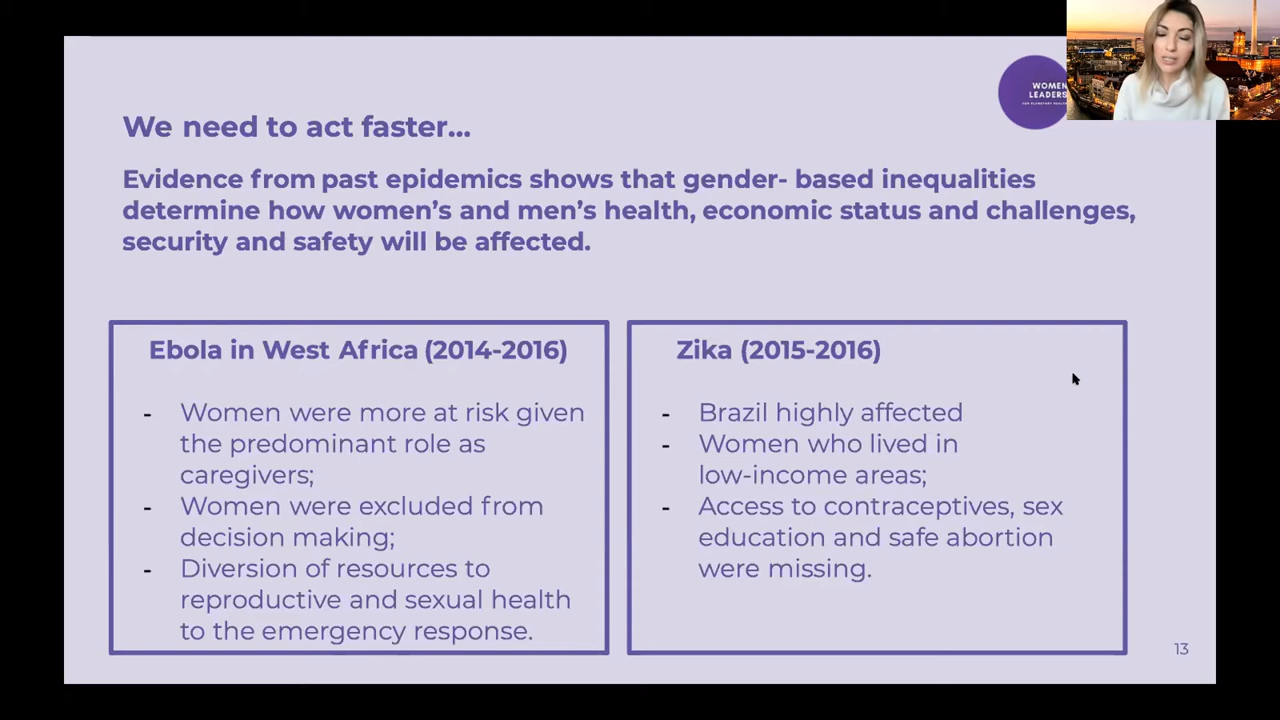 WOMEN
LEADERS
FOR PLANETARY HEALTH
We need to act faster...
Evidence from past epidemics shows that gender- based inequalities
determine how women’s and men’s health, economic status and challenges,
security and safety will be affected.
Ebola in West Africa (2014-2016)
- Women were more at risk given
the predominant role as
caregivers;
- Women were excluded from
decision making;
- Diversion of resources to
reproductive and sexual health
to the emergency response.
Zika (2015-2016)
- Brazil highly affected
- Women who lived in
low-income areas;
- Access to contraceptives, sex
education and safe abortion
were missing.
13